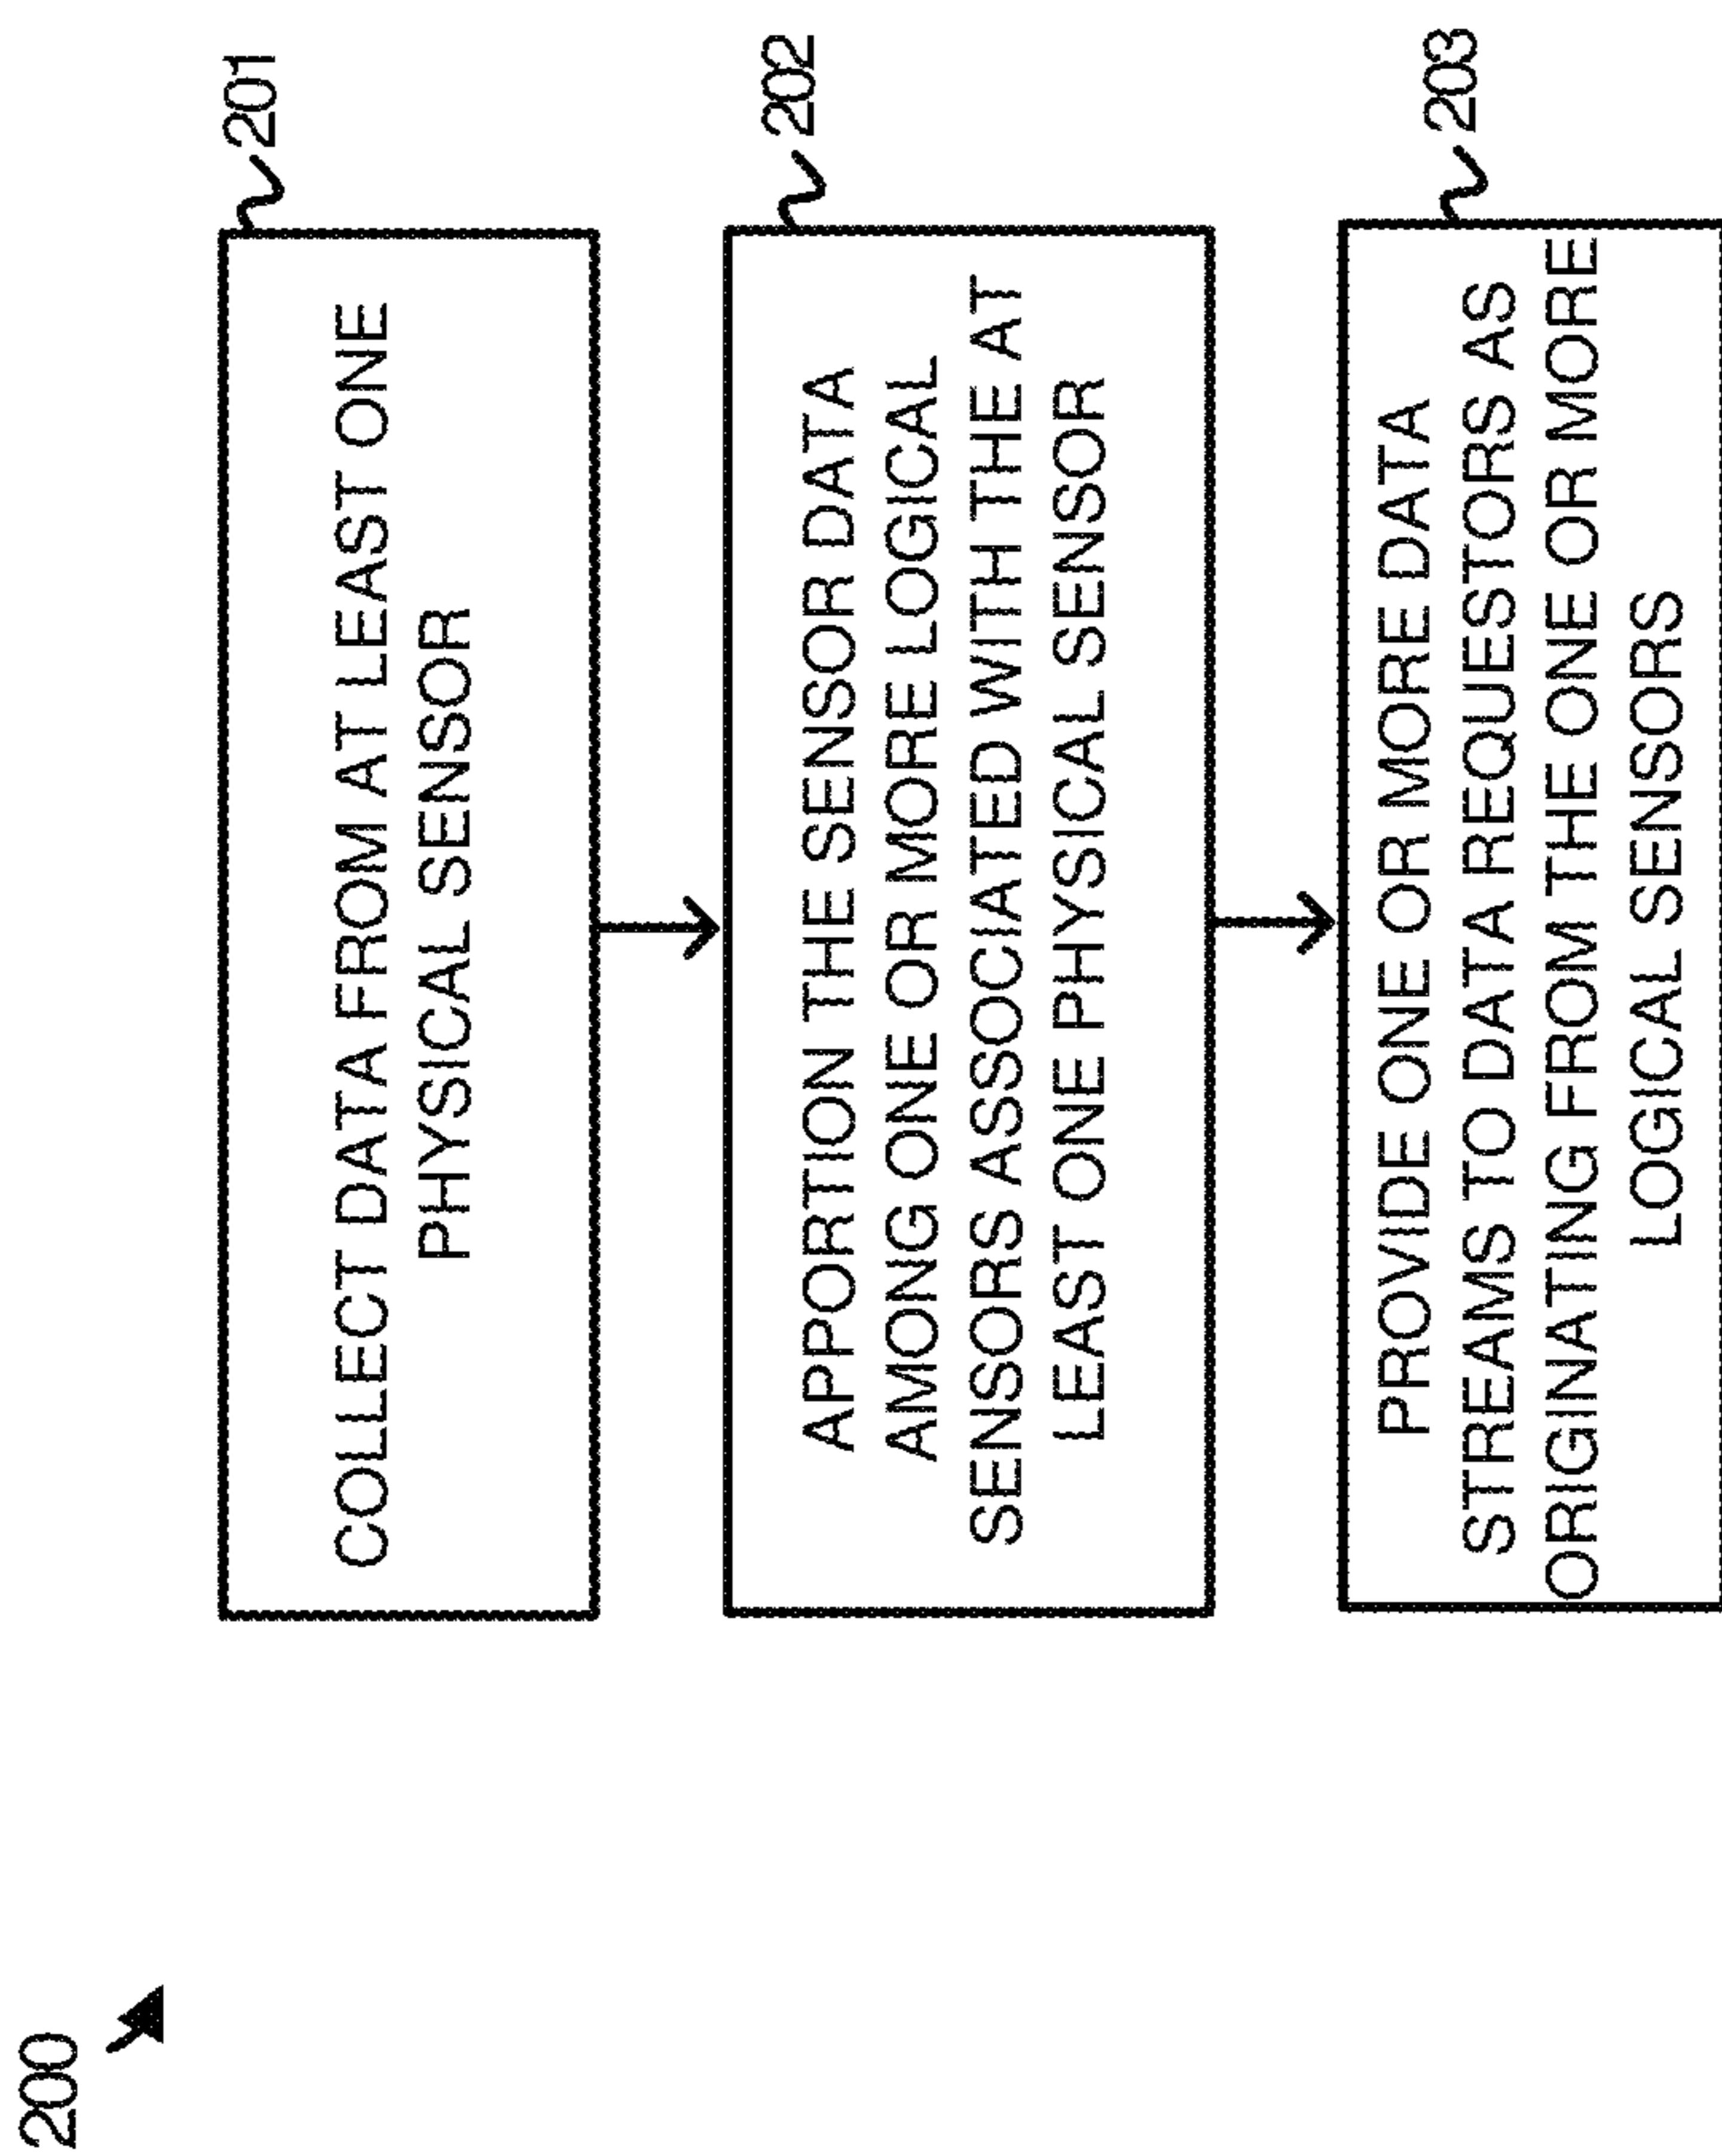 200
201
COLLECT DATA FROM AT LEAST ONE
PHYSICAL SENSOR
202
APPORTION THE SENSOR DATA
AMONG ONE OR MORE LOGICAL
SENSORS ASSOCIATED WITH THE AT
LEAST ONE PHYSICAL SENSOR
203
PROVIDE ONE OR MORE DATA
STREAMS TO DATA REQUESTORS AS
ORIGINATING FROM THE ONE OR MORE
LOGICAL SENSORS